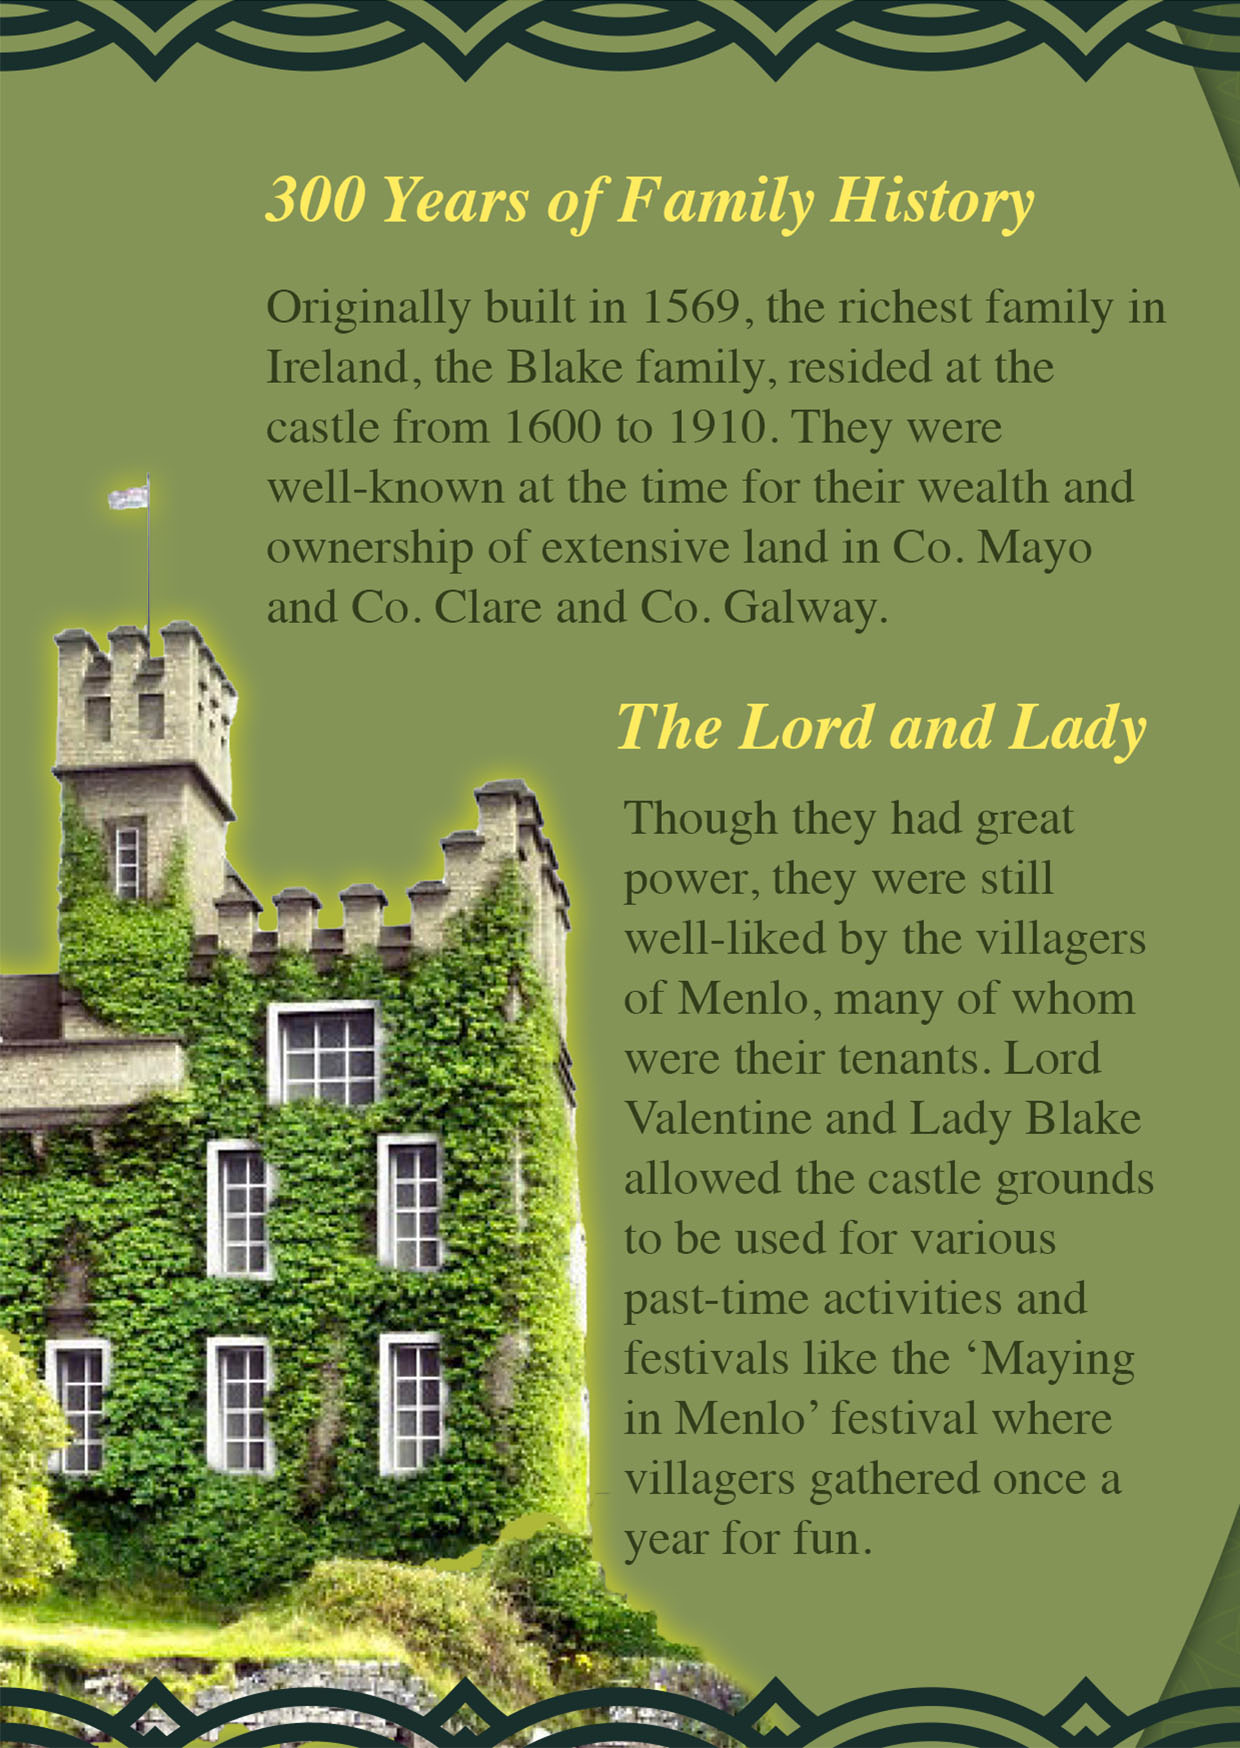 300 Years of Family History
Originally built in 1569, the richest family in
Ireland, the Blake family, resided at the
castle from 1600 to 1910. They were
well-known at the time for their wealth and
ownership of extensive land in Co. Mayo
and Co. Clare and Co. Galway.
The Lord and Lady
Though they had great
power, they were still
well-liked by the villagers
of Menlo, many of whom
were their tenants. Lord
Valentine and Lady Blake
allowed the castle grounds
to be used for various
past-time activities and
festivals like the ‘Maying
in Menlo’ festival where
villagers gathered once a
year for fun.